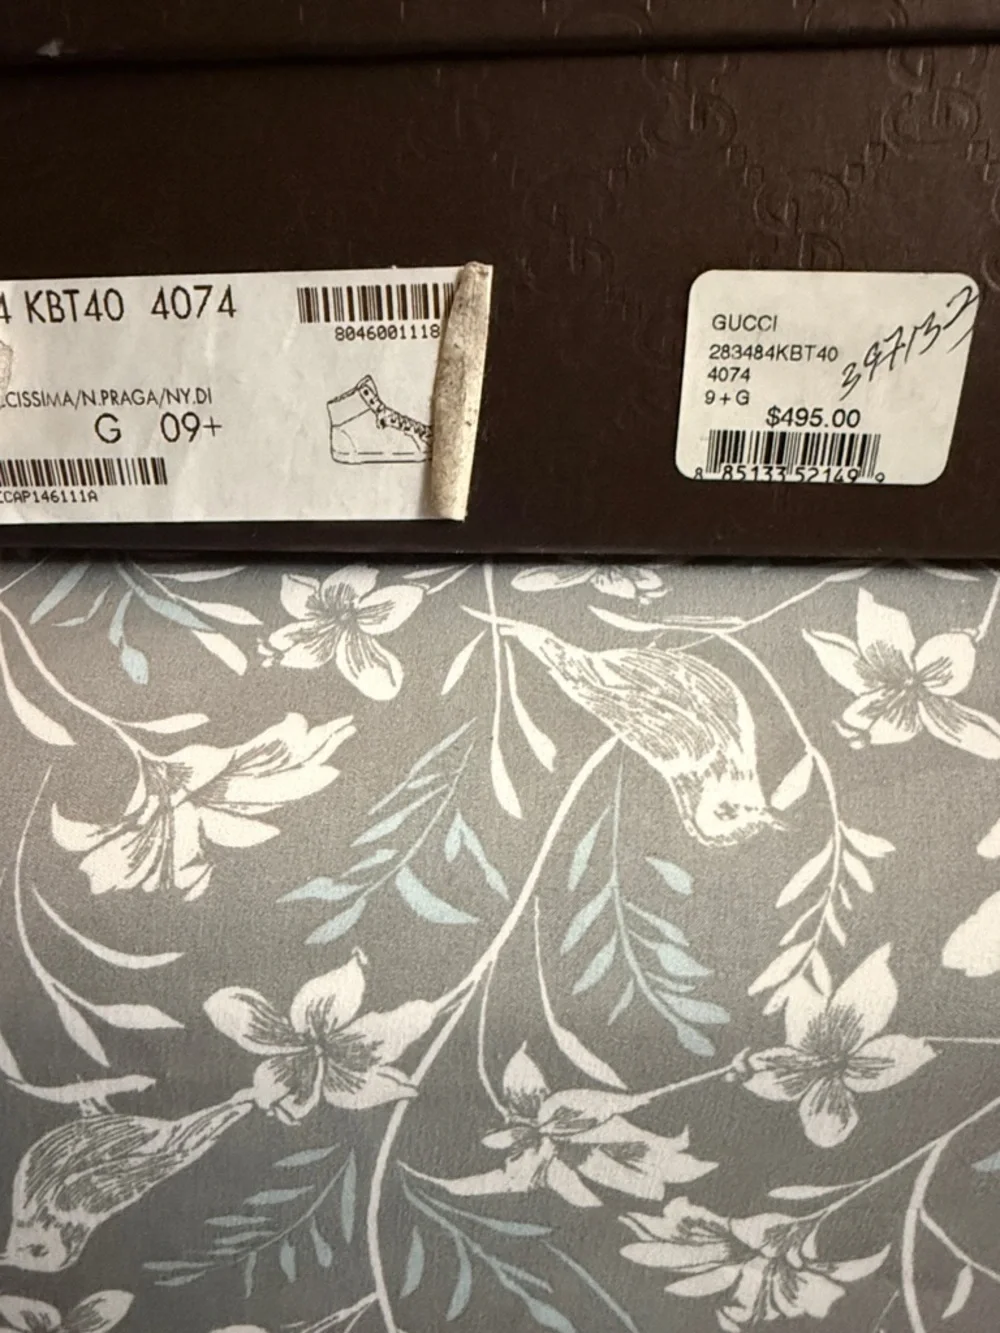 4 KBT40 4074
8046001118
CISSIMA/N.PRAGA/NY.DI
G 09+
CAP146111A
GUCCI
283484KBT40
4074
9+G
$495.00
8 85133 52149 9